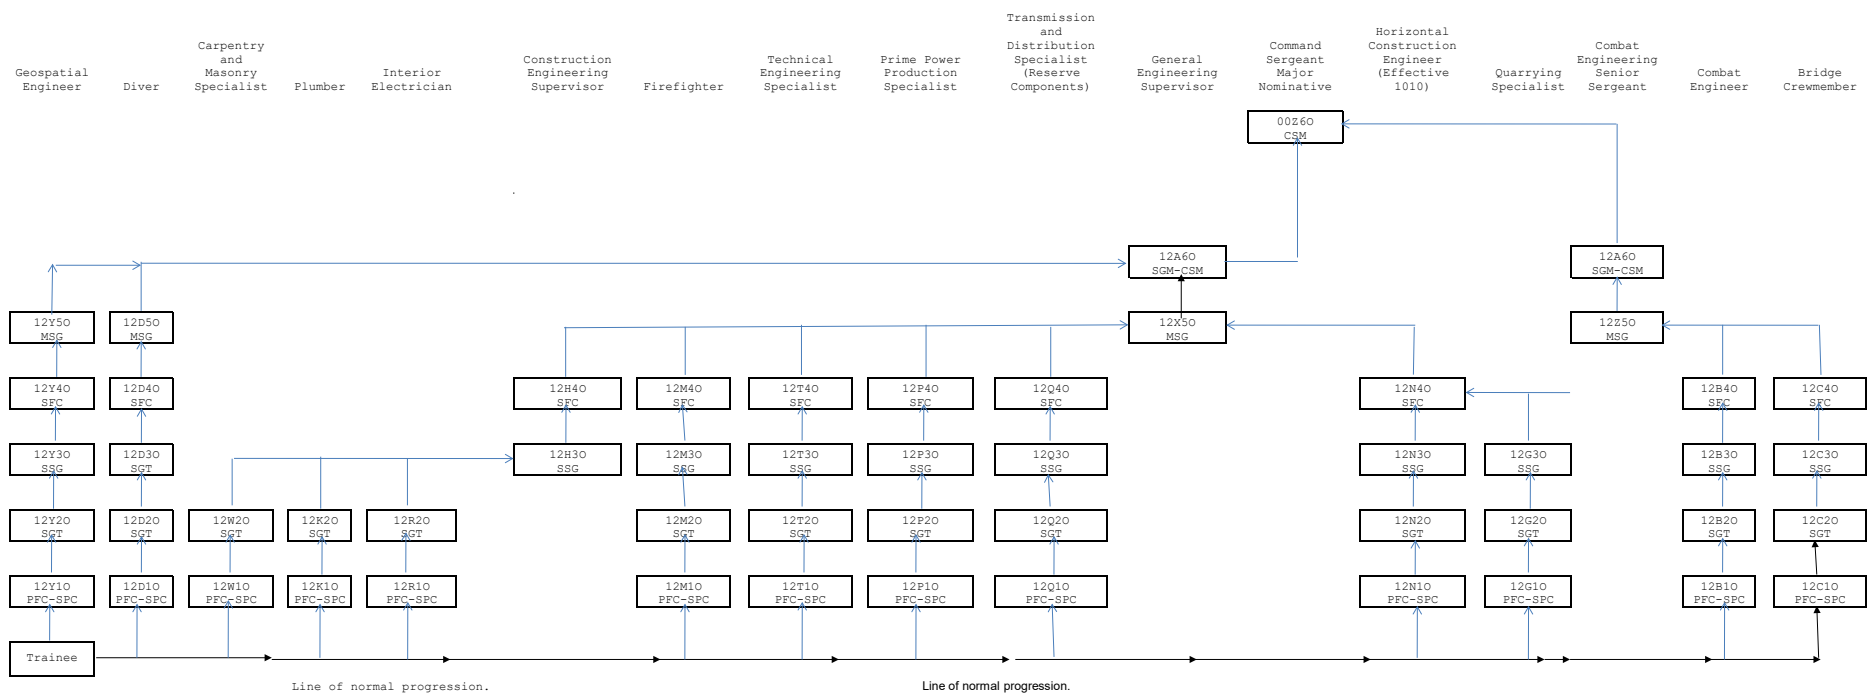 Geospatial
Engineer
Diver
Carpentry
and
Masonry
Specialist
Plumber
Interior
Electrician
Construction
Engineering
Supervisor
Firefighter
Technical
Engineering
Specialist
Prime Power
Production
Specialist
Transmission
and
Distribution
Specialist
(Reserve
Components)
General
Engineering
Supervisor
Command
Sergeant
Major
Nominative
Horizontal
Construction
Engineer
(Effective
1010)
Quarrying
Specialist
Combat
Engineering
Senior
Sergeant
Combat
Engineer
Bridge
Crewmember
00Z6O
CSM
.
12A6O
SGM-CSM
12A6O
SGM-CSM
12Y5O
MSG
12D5O
MSG
12X5O
MSG
12Z5O
MSG
12Y4O
SFC
12D4O
SFC
12H4O
SFC
12M4O
SFC
12T4O
SFC
12P4O
SFC
12Q4O
SFC
12N4O
SFC
12B4O
SFC
12C4O
SFC
12Y3O
SSG
12D3O
SGT
12H3O
SSG
12M3O
SSG
12T3O
SSG
12P3O
SSG
12Q3O
SSG
12N3O
SSG
12G3O
SSG
12B3O
SSG
12C3O
SSG
12Y2O
SGT
12D2O
SGT
12W2O
SGT
12K2O
SGT
12R2O
SGT
12M2O
SGT
12T2O
SGT
12P2O
SGT
12Q2O
SGT
12N2O
SGT
12G2O
SGT
12B2O
SGT
12C2O
SGT
12Y1O
PFC-SPC
12D1O
PFC-SPC
12W1O
PFC-SPC
12K1O
PFC-SPC
12R1O
PFC-SPC
12M1O
PFC-SPC
12T1O
PFC-SPC
12P1O
PFC-SPC
12Q1O
PFC-SPC
12N1O
PFC-SPC
12G1O
PFC-SPC
12B1O
PFC-SPC
12C1O
PFC-SPC
Trainee
Line of normal progression.
Line of normal progression.